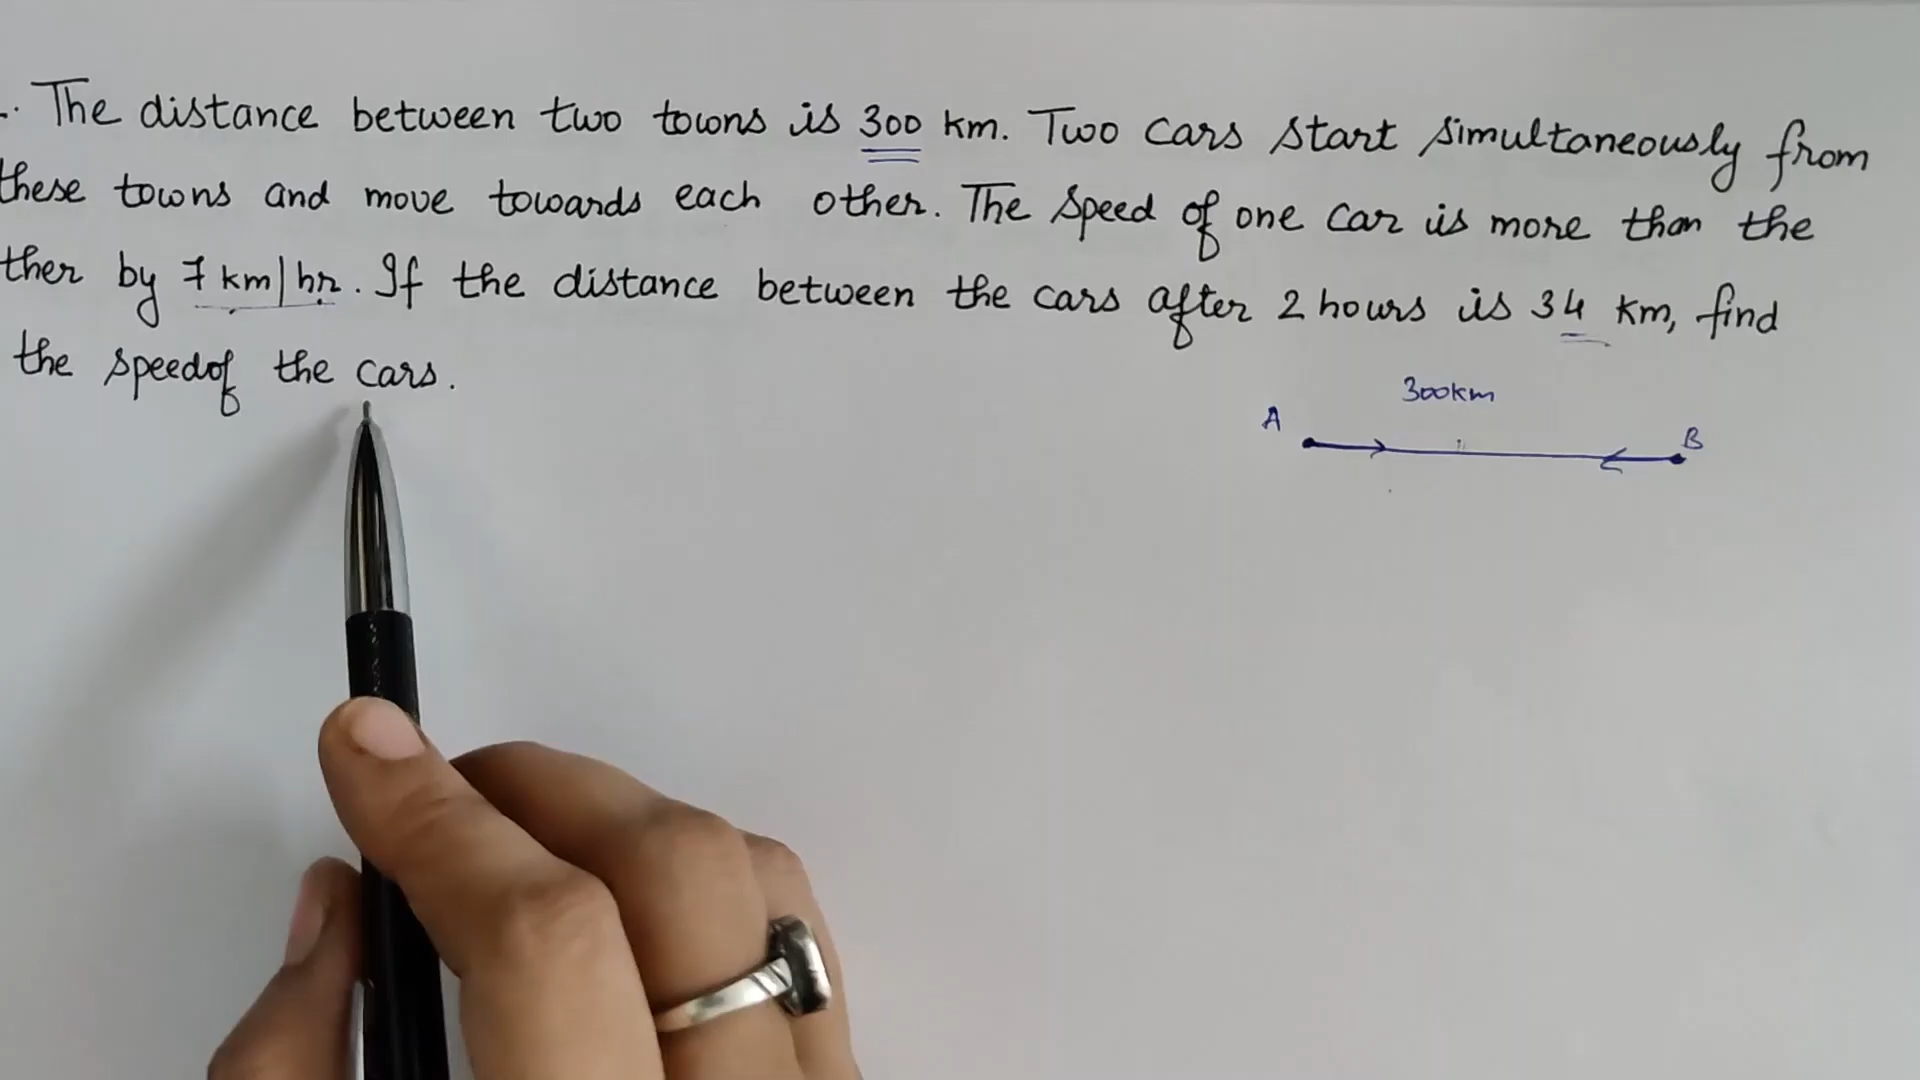 . The distance between two towns is 300 km. Two cars start simultaneously from
these towns and move towards each other. The speed of one car is more than the
ther by 7 km/hr. If the distance between the cars after 2 hours is 34 km, find
the speed of the cars.
300km
A
B